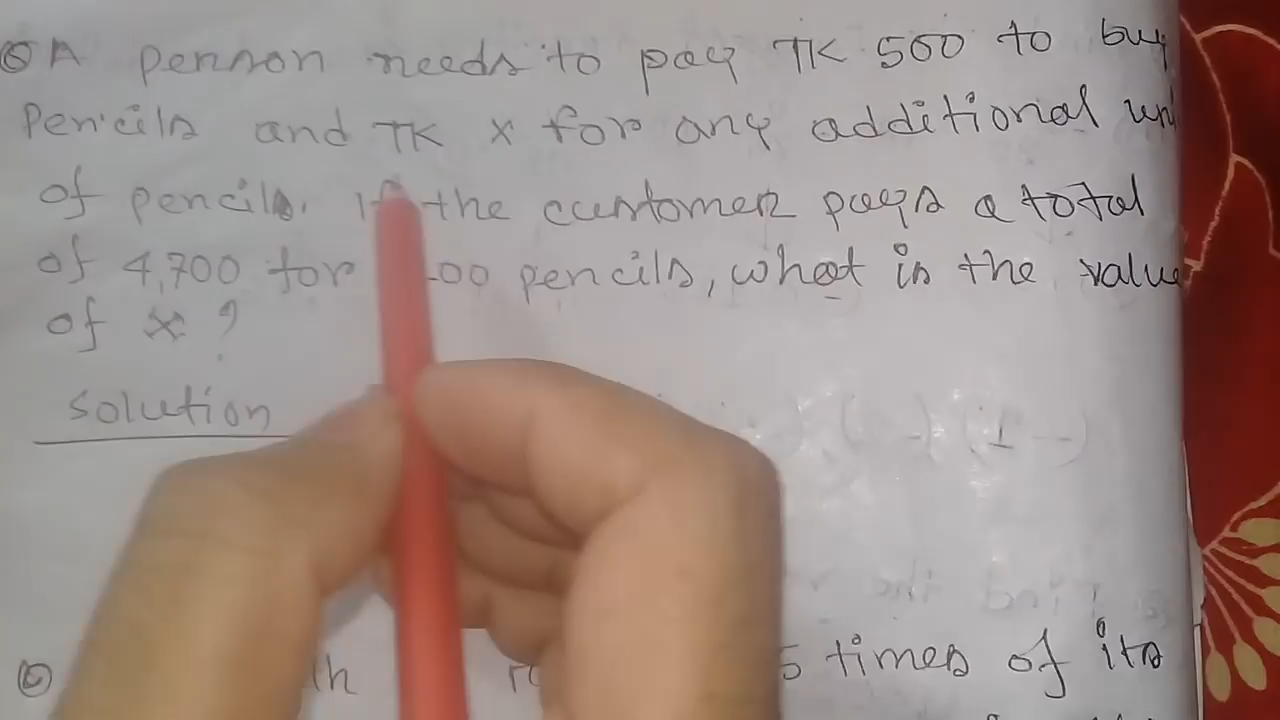 A person needs to pay TK 500 to buy
Pencils and TK x for any additional un
of pencils. If the customer pays a total
of 4,700 for 00 pencils, what is the value
of x ?
Solution
5 times of its